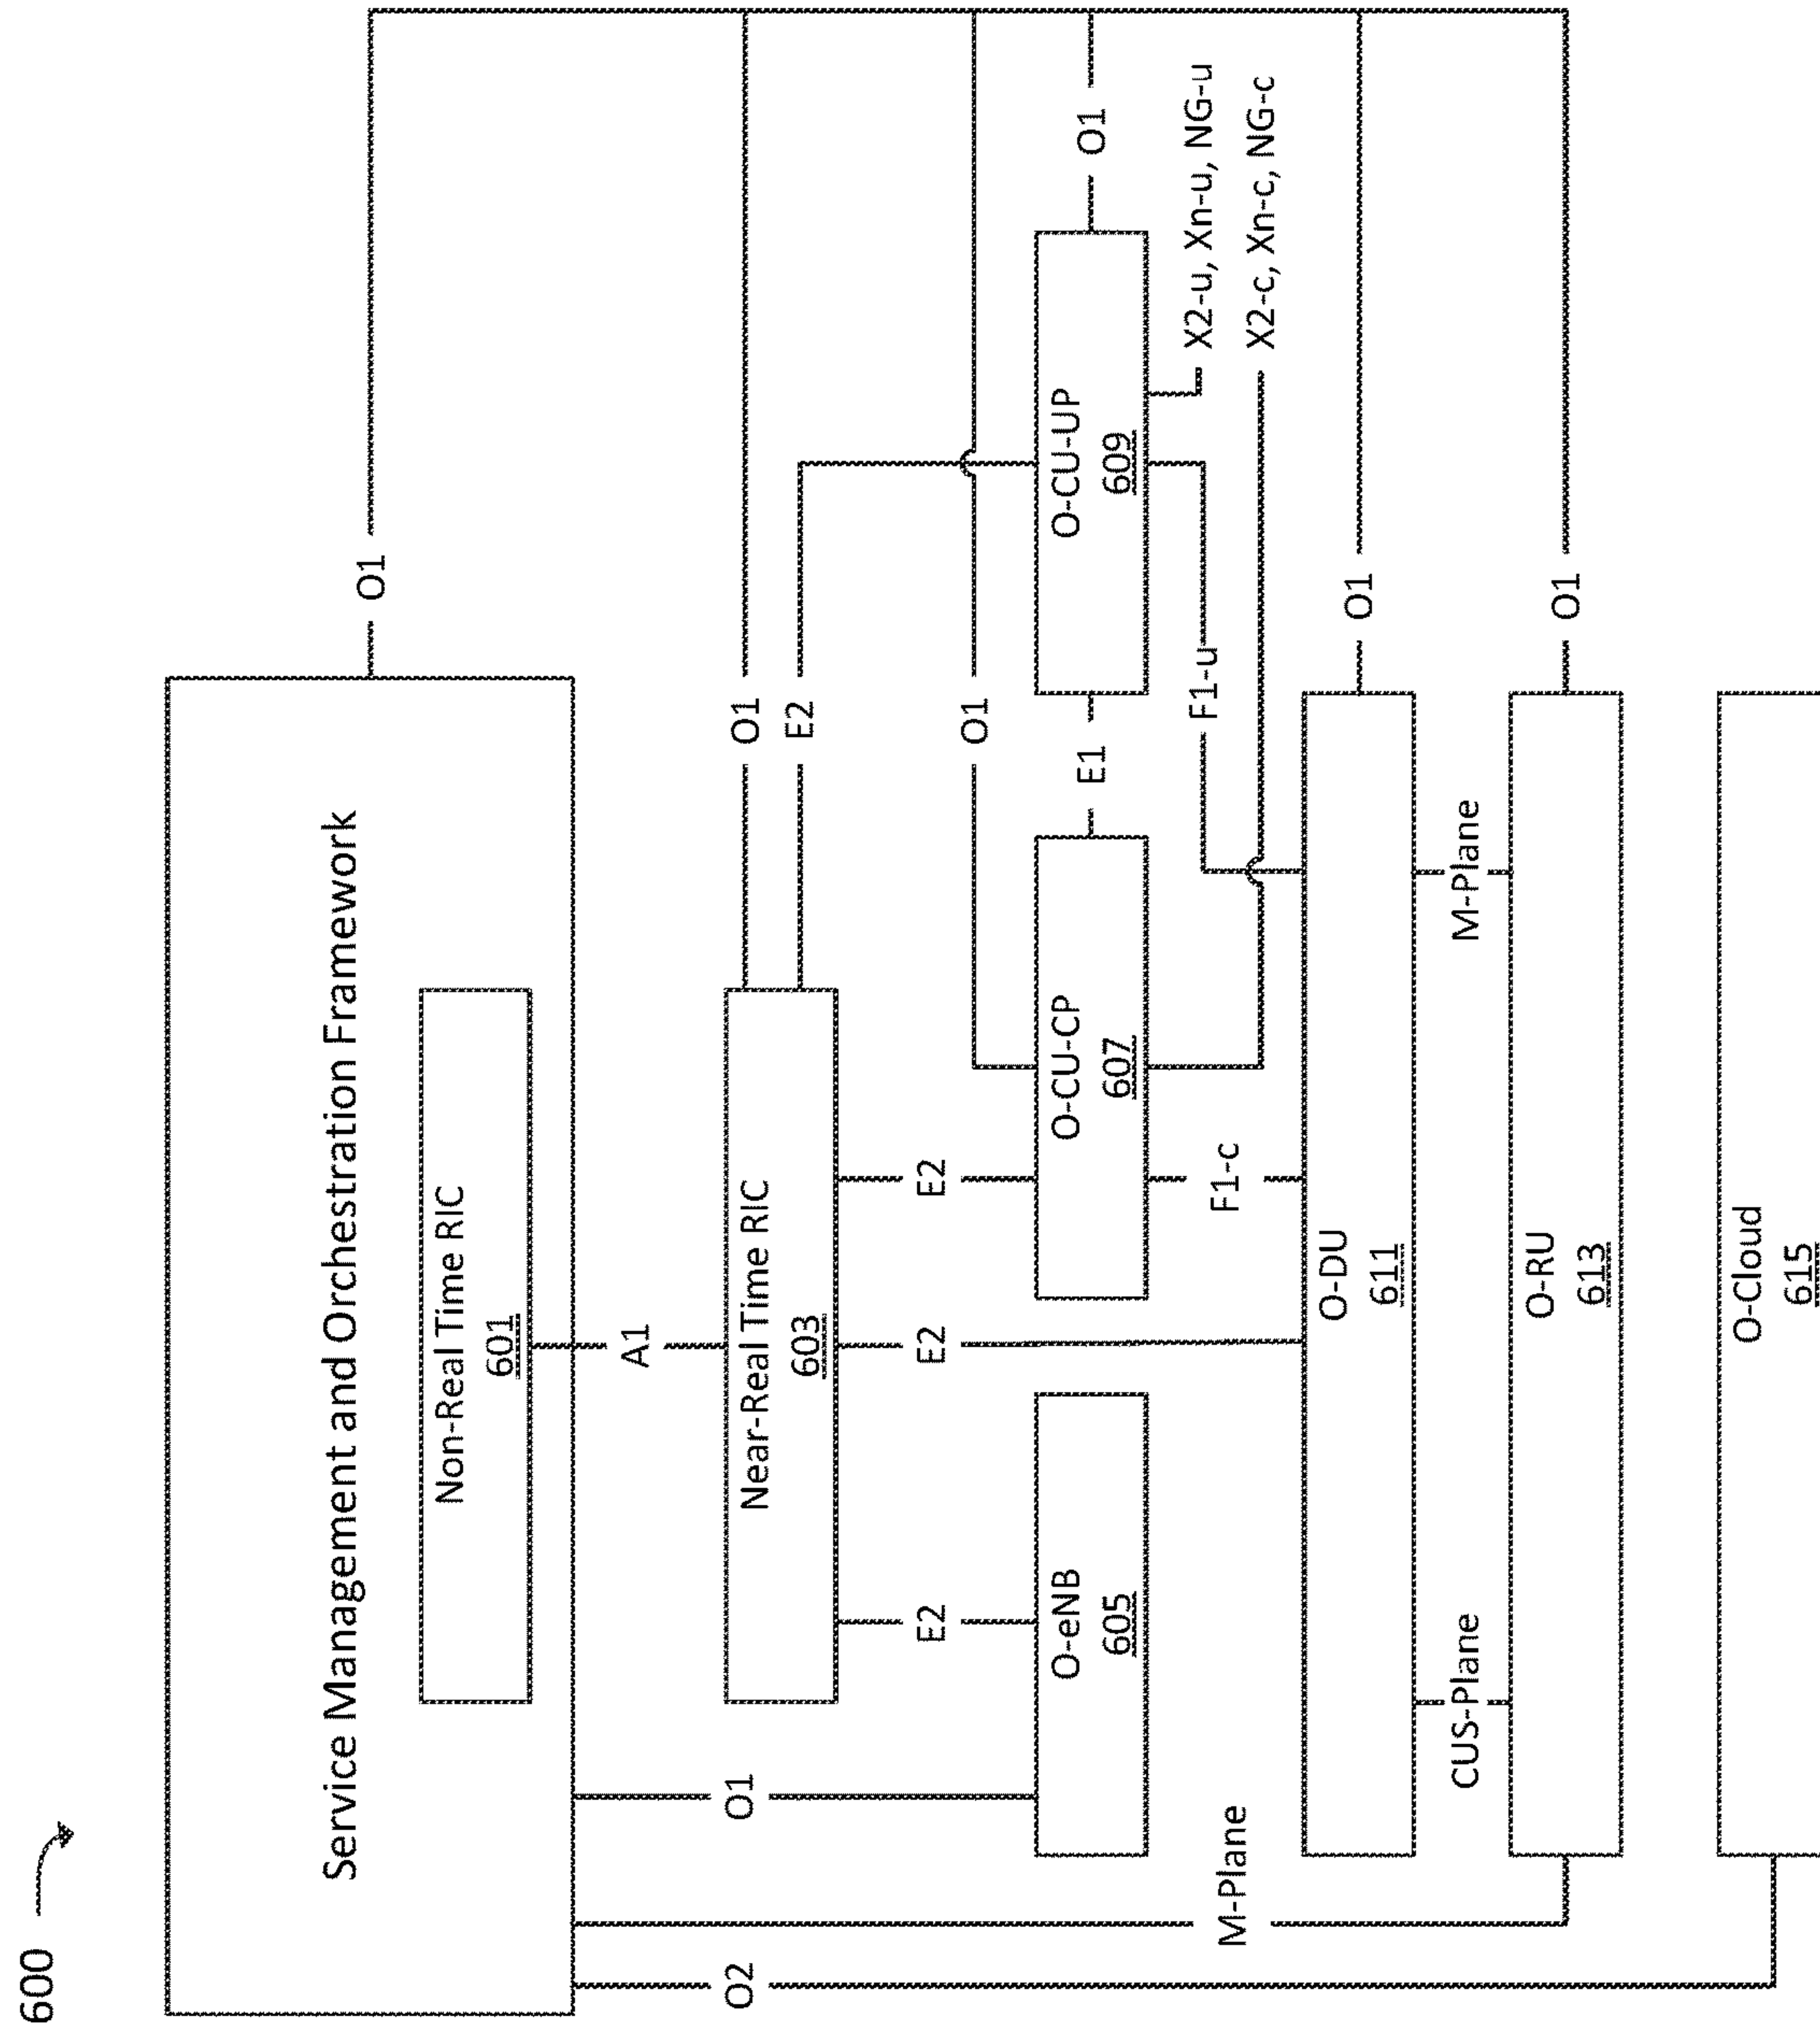 600
Service Management and Orchestration Framework
O1
Non-Real Time RIC
601
A1
Near-Real Time RIC
603
O1
E2
O2
O1
E2
E2
E2
O1
O-eNB
605
O-CU-CP
607
E1
O-CU-UP
609
O1
M-Plane
F1-c
F1-u
X2-u, Xn-u, NG-u
X2-c, Xn-c, NG-c
O-DU
611
O1
CUS-Plane
M-Plane
O-RU
613
O1
O-Cloud
615